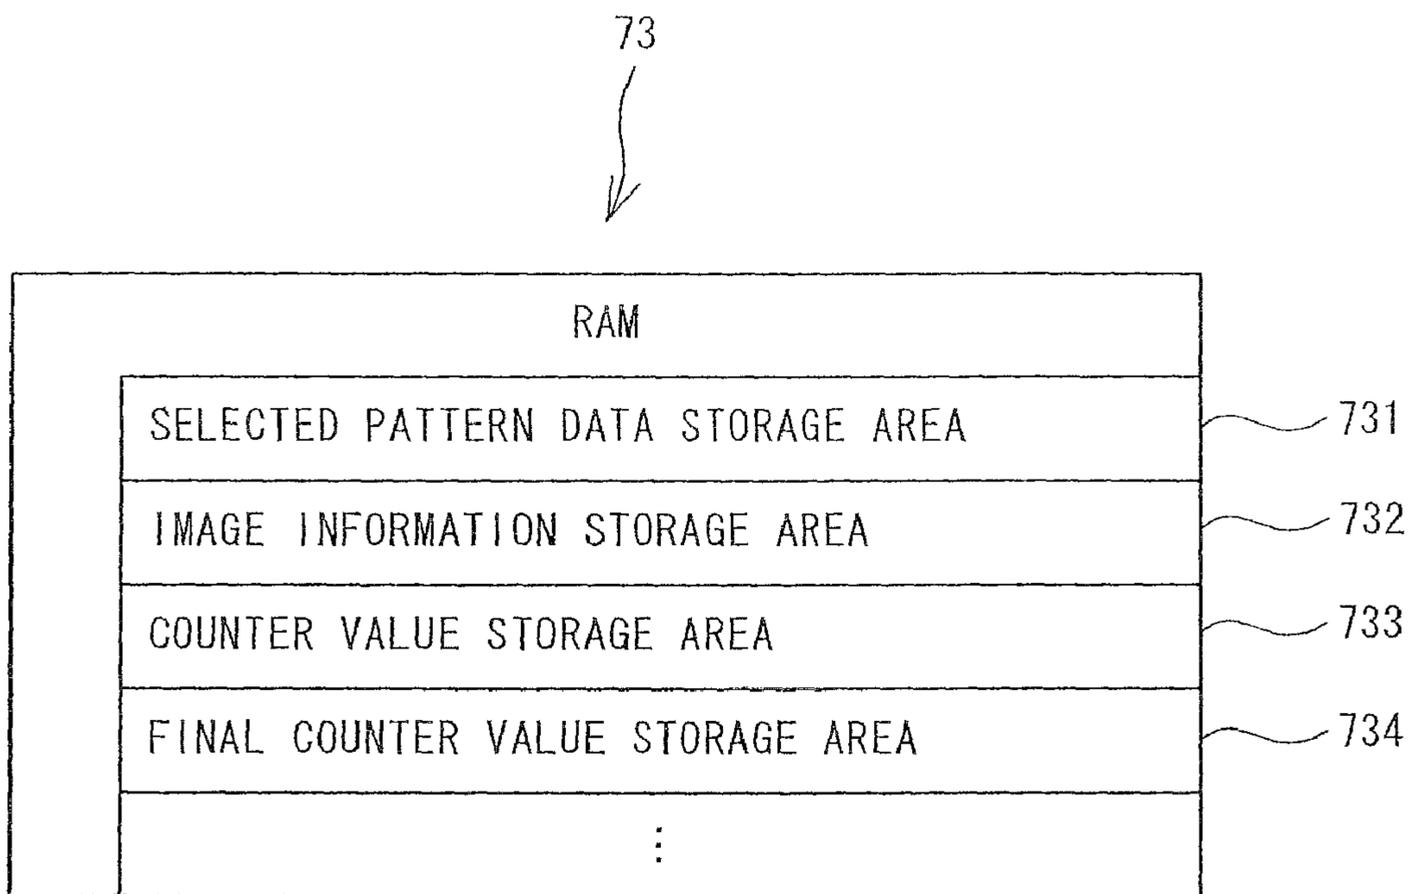 73
RAM
SELECTED PATTERN DATA STORAGE AREA 731
IMAGE INFORMATION STORAGE AREA 732
COUNTER VALUE STORAGE AREA 733
FINAL COUNTER VALUE STORAGE AREA 734
⋮